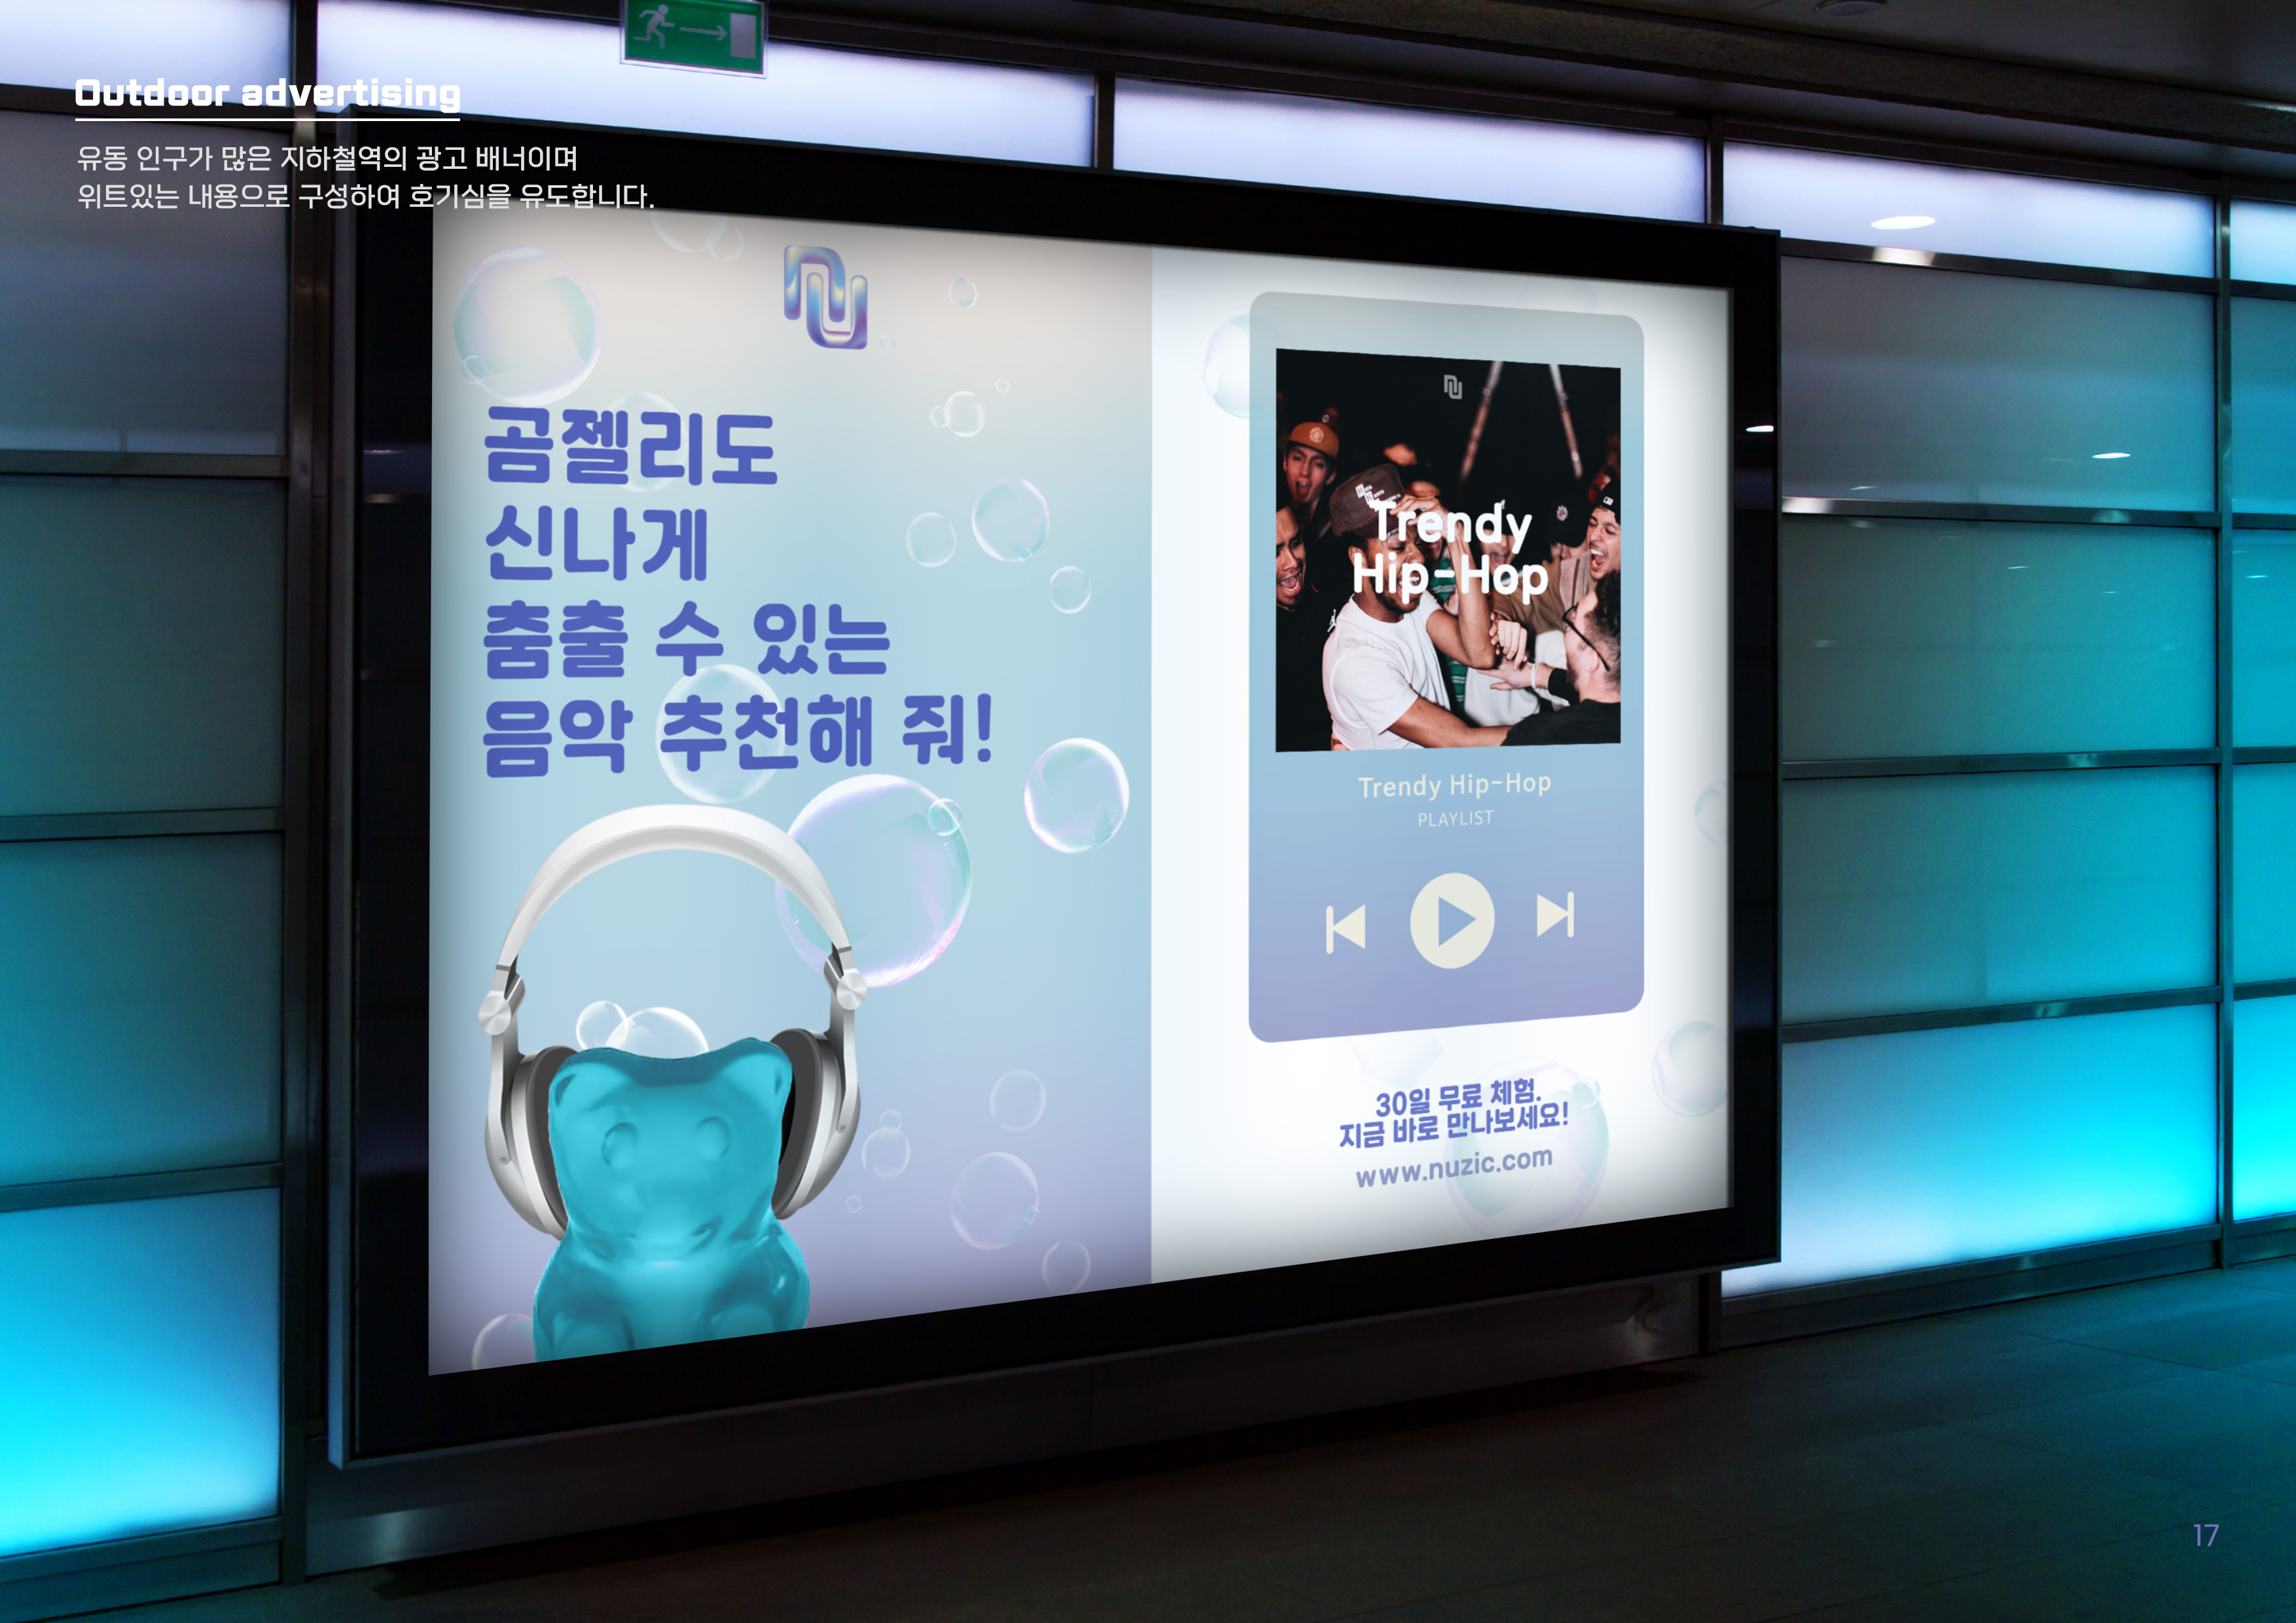 Outdoor advertising
유동 인구가 많은 지하철역의 광고 배너이며
위트있는 내용으로 구성하여 호기심을 유도합니다.
곰젤리도
신나게
춤출 수 있는
음악 추천해 줘!
Trendy
Hip-Hop
Trendy Hip-Hop
PLAYLIST
30일 무료 체험.
지금 바로 만나보세요!
www.nuzic.com
17